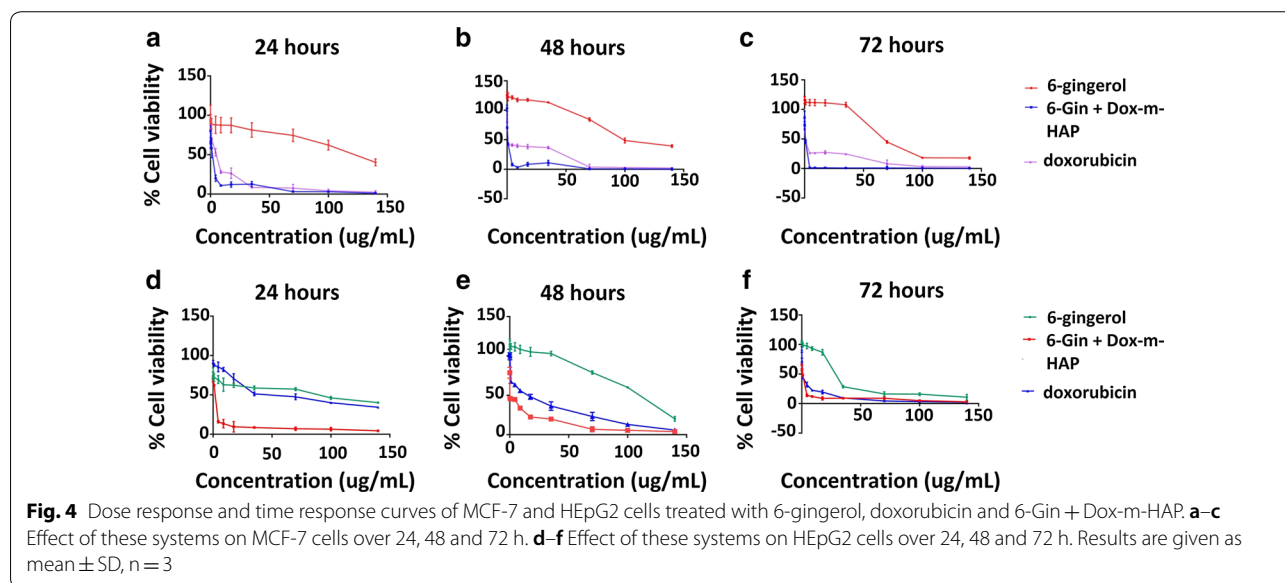 a
24 hours
% Cell viability
150
100
50
0
0
50
100
150
Concentration (ug/mL)
b
48 hours
% Cell viability
150
100
50
0
-50
50
100
150
Concentration (ug/mL)
c
72 hours
% Cell viability
150
100
50
0
-50
50
100
150
Concentration (ug/mL)
6-gingerol
6-Gin + Dox-m-
HAP
doxorubicin
d
24 hours
% Cell viability
150
100
50
0
0
50
100
150
Concentration (ug/mL)
e
48 hours
% Cell viability
150
100
50
0
0
50
100
150
Concentration (ug/mL)
f
72 hours
% Cell viability
150
100
50
0
-50
50
100
150
Concentration (ug/mL)
6-gingerol
6-Gin + Dox-m-
HAP
doxorubicin
Fig. 4 Dose response and time response curves of MCF-7 and HEpG2 cells treated with 6-gingerol, doxorubicin and 6-Gin + Dox-m-HAP. a–c
Effect of these systems on MCF-7 cells over 24, 48 and 72 h. d–f Effect of these systems on HEpG2 cells over 24, 48 and 72 h. Results are given as
mean ± SD, n = 3